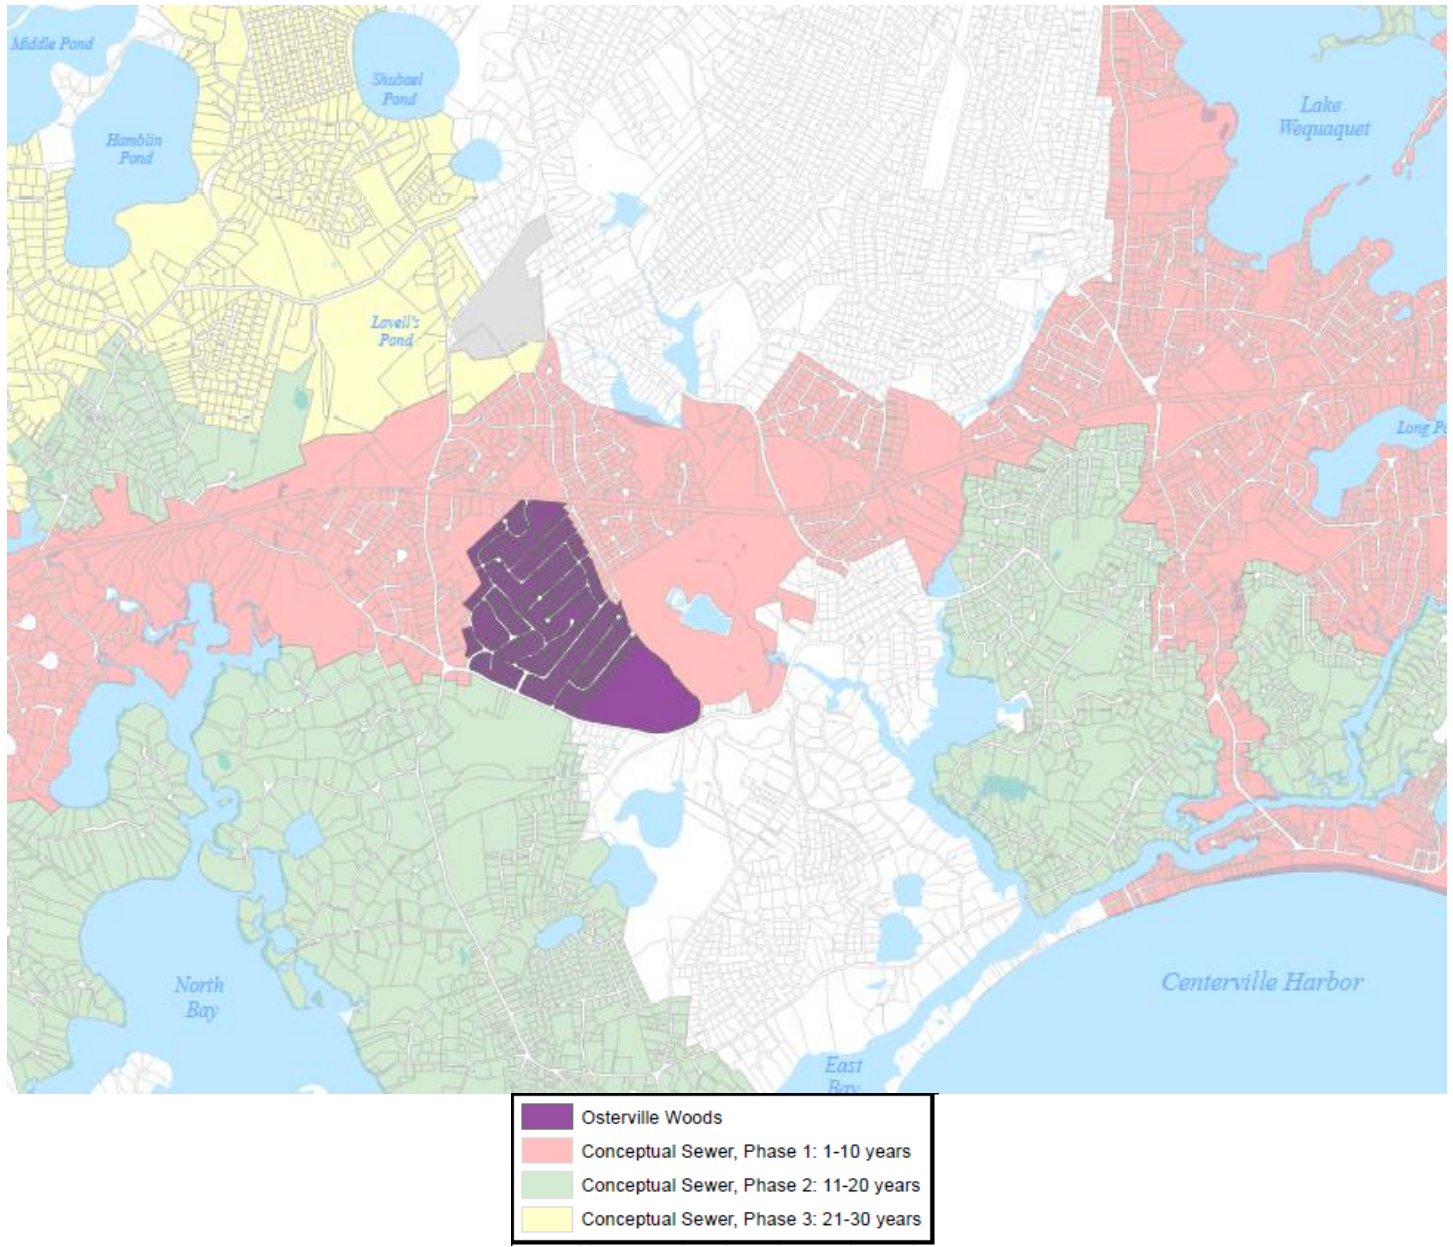 Middle Pond
Shubael
Pond
Lake
Wequaquet
Hamblin
Pond
Lovell's
Pond
Long Po
North
Bay
Centerville Harbor
East
Bay
Osterville Woods
Conceptual Sewer, Phase 1: 1-10 years
Conceptual Sewer, Phase 2: 11-20 years
Conceptual Sewer, Phase 3: 21-30 years